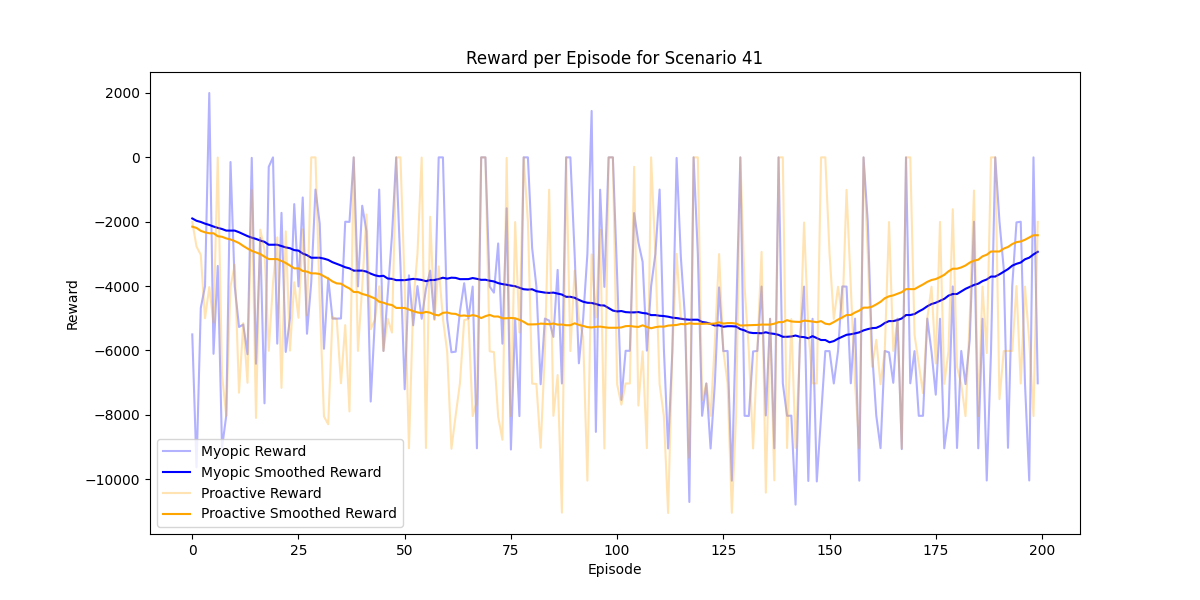 Reward per Episode for Scenario 41
Reward
2000
0
−2000
−4000
−6000
−8000
−10000
Myopic Reward
Myopic Smoothed Reward
Proactive Reward
Proactive Smoothed Reward
0 25 50 75 100 125 150 175 200
Episode